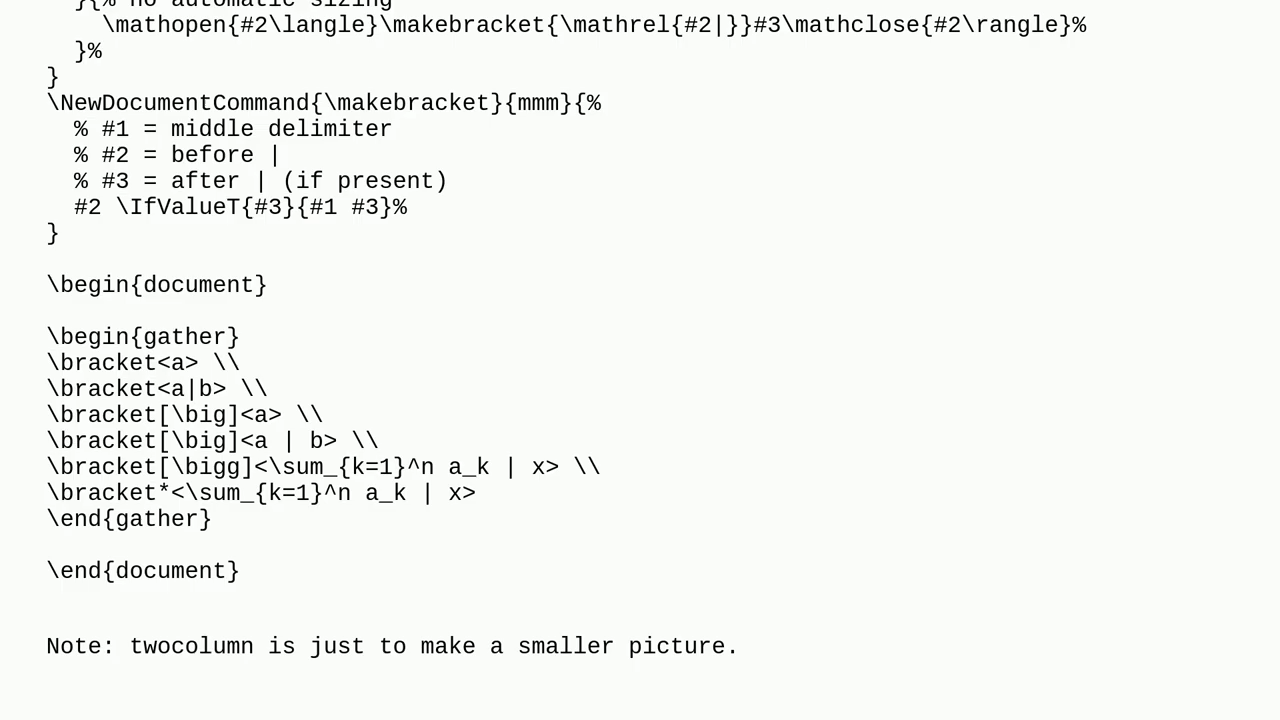 }{% no automatic sizing
\mathopen{#2\langle}\makebracket{\mathrel{#2|}}#3\mathclose{#2\rangle}%
}%
}
\NewDocumentCommand{\makebracket}{mmm}{%
% #1 = middle delimiter
% #2 = before |
% #3 = after | (if present)
#2 \IfValueT{#3}{#1 #3}%
}
\begin{document}
\begin{gather}
\bracket<a> \\
\bracket<a|b> \\
\bracket[\big]<a> \\
\bracket[\big]<a | b> \\
\bracket[\bigg]<\sum_{k=1}^n a_k | x> \\
\bracket*<\sum_{k=1}^n a_k | x>
\end{gather}
\end{document}
Note: twocolumn is just to make a smaller picture.